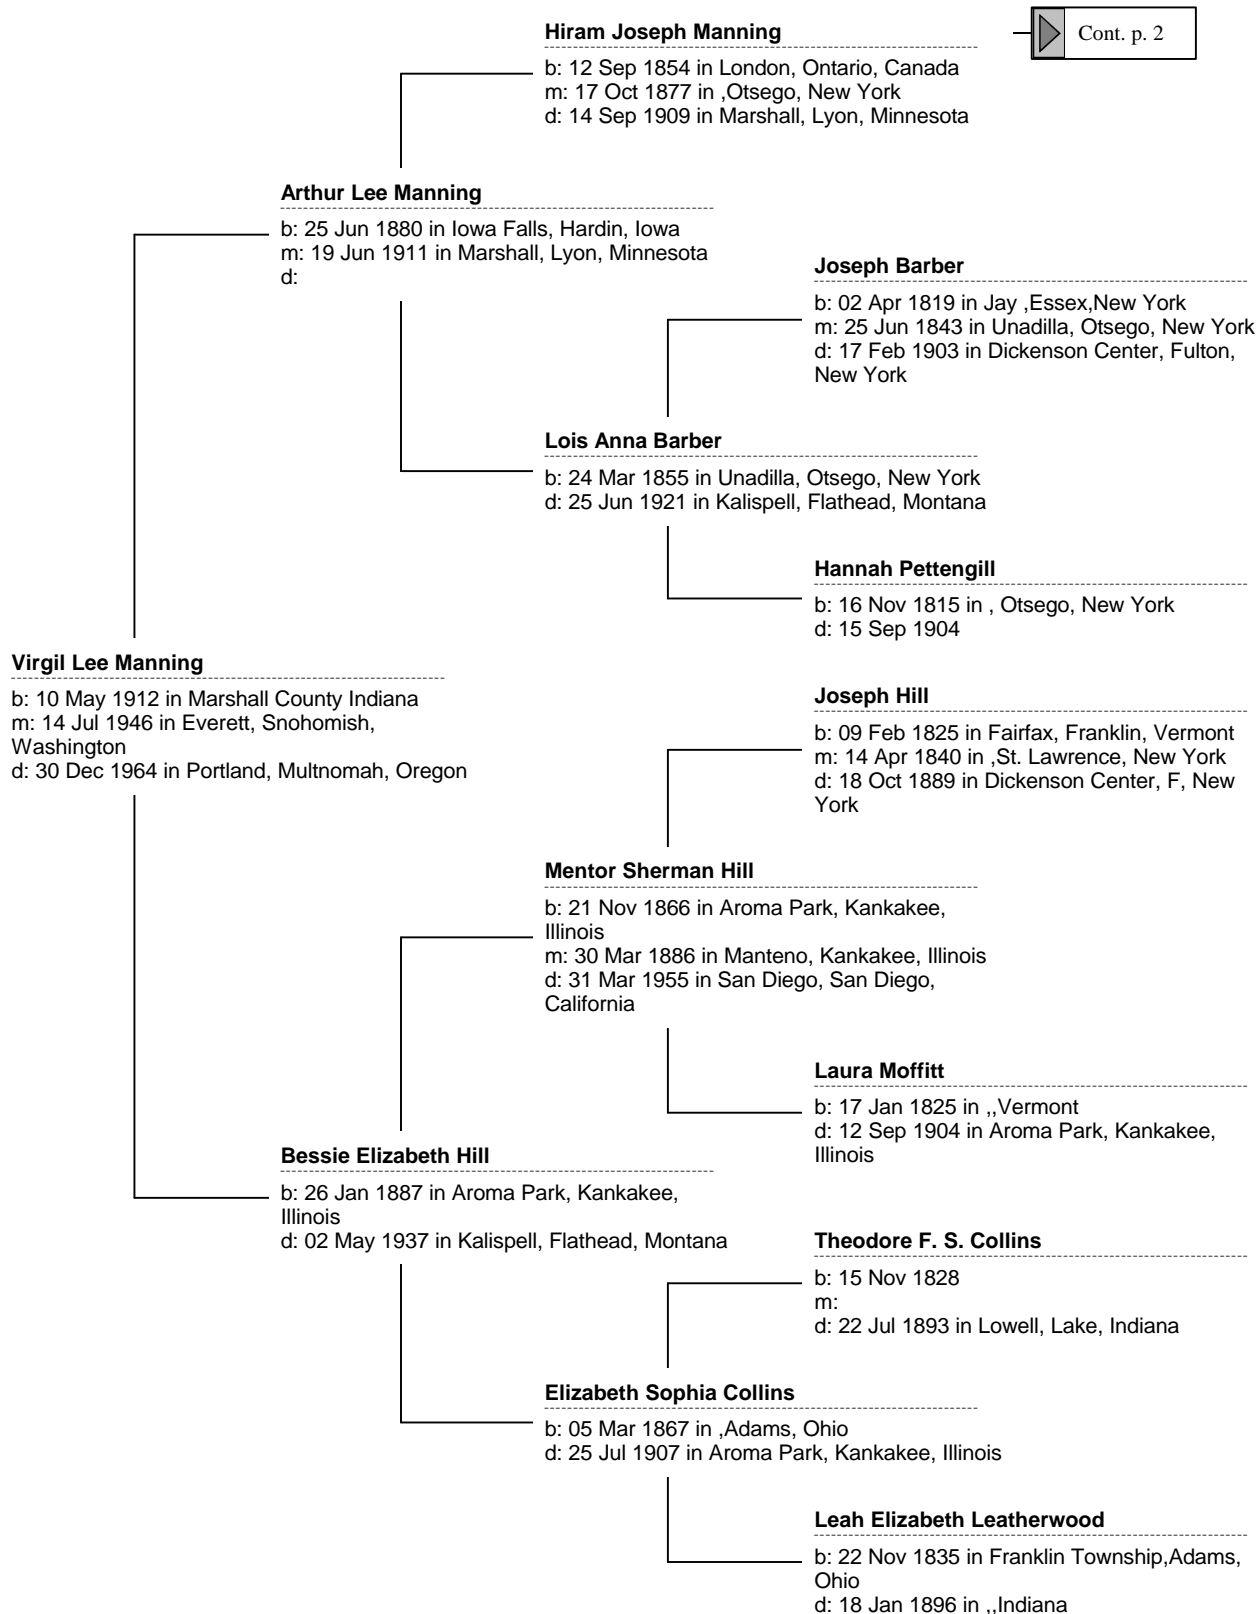 Hiram Joseph Manning
Cont. p. 2
b: 12 Sep 1854 in London, Ontario, Canada
m: 17 Oct 1877 in ,Otsego, New York
d: 14 Sep 1909 in Marshall, Lyon, Minnesota
Arthur Lee Manning
b: 25 Jun 1880 in Iowa Falls, Hardin, Iowa
m: 19 Jun 1911 in Marshall, Lyon, Minnesota
d:
Joseph Barber
b: 02 Apr 1819 in Jay ,Essex,New York
m: 25 Jun 1843 in Unadilla, Otsego, New York
d: 17 Feb 1903 in Dickenson Center, Fulton,
New York
Lois Anna Barber
b: 24 Mar 1855 in Unadilla, Otsego, New York
d: 25 Jun 1921 in Kalispell, Flathead, Montana
Hannah Pettengill
b: 16 Nov 1815 in , Otsego, New York
d: 15 Sep 1904
Virgil Lee Manning
b: 10 May 1912 in Marshall County Indiana
m: 14 Jul 1946 in Everett, Snohomish,
Washington
d: 30 Dec 1964 in Portland, Multnomah, Oregon
Joseph Hill
b: 09 Feb 1825 in Fairfax, Franklin, Vermont
m: 14 Apr 1840 in ,St. Lawrence, New York
d: 18 Oct 1889 in Dickenson Center, F, New
York
Mentor Sherman Hill
b: 21 Nov 1866 in Aroma Park, Kankakee,
Illinois
m: 30 Mar 1886 in Manteno, Kankakee, Illinois
d: 31 Mar 1955 in San Diego, San Diego,
California
Laura Moffitt
b: 17 Jan 1825 in ,,Vermont
d: 12 Sep 1904 in Aroma Park, Kankakee,
Illinois
Bessie Elizabeth Hill
b: 26 Jan 1887 in Aroma Park, Kankakee,
Illinois
d: 02 May 1937 in Kalispell, Flathead, Montana
Theodore F. S. Collins
b: 15 Nov 1828
m:
d: 22 Jul 1893 in Lowell, Lake, Indiana
Elizabeth Sophia Collins
b: 05 Mar 1867 in ,Adams, Ohio
d: 25 Jul 1907 in Aroma Park, Kankakee, Illinois
Leah Elizabeth Leatherwood
b: 22 Nov 1835 in Franklin Township,Adams,
Ohio
d: 18 Jan 1896 in ,,Indiana